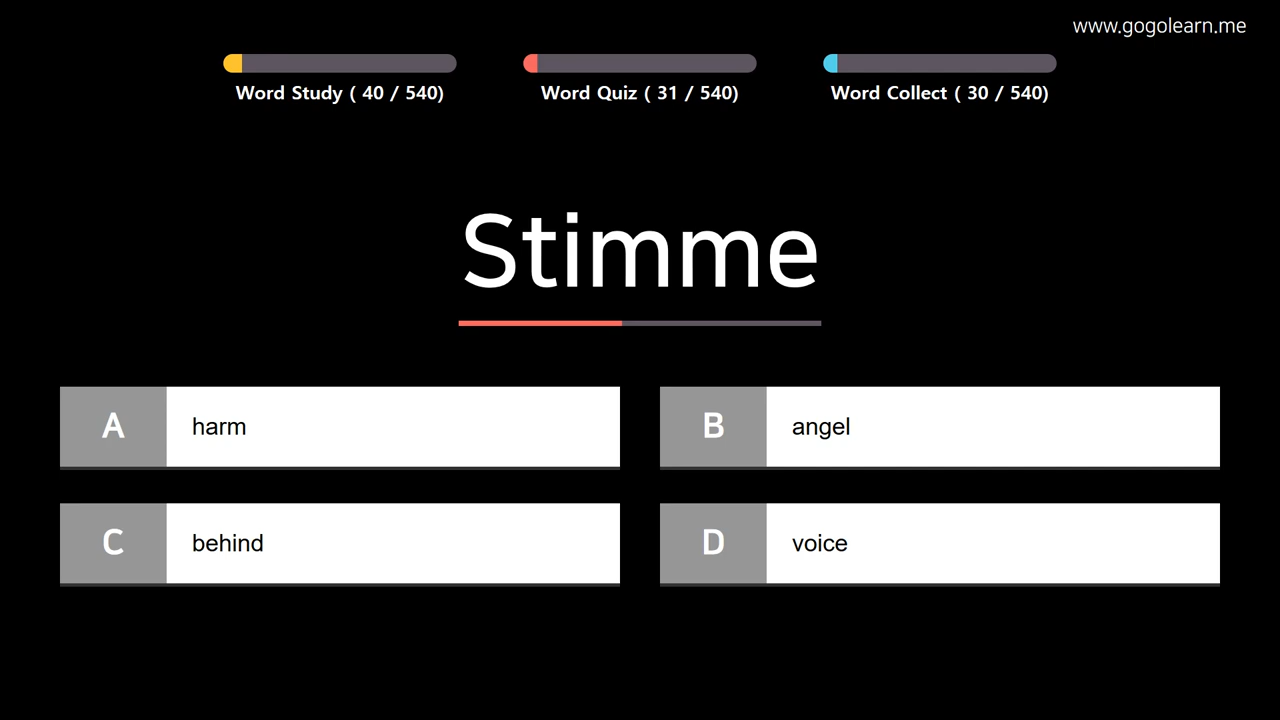 www.gogolearn.me
Word Study ( 40 / 540)
Word Quiz ( 31 / 540)
Word Collect ( 30 / 540)
Stimme
A harm
B angel
C behind
D voice